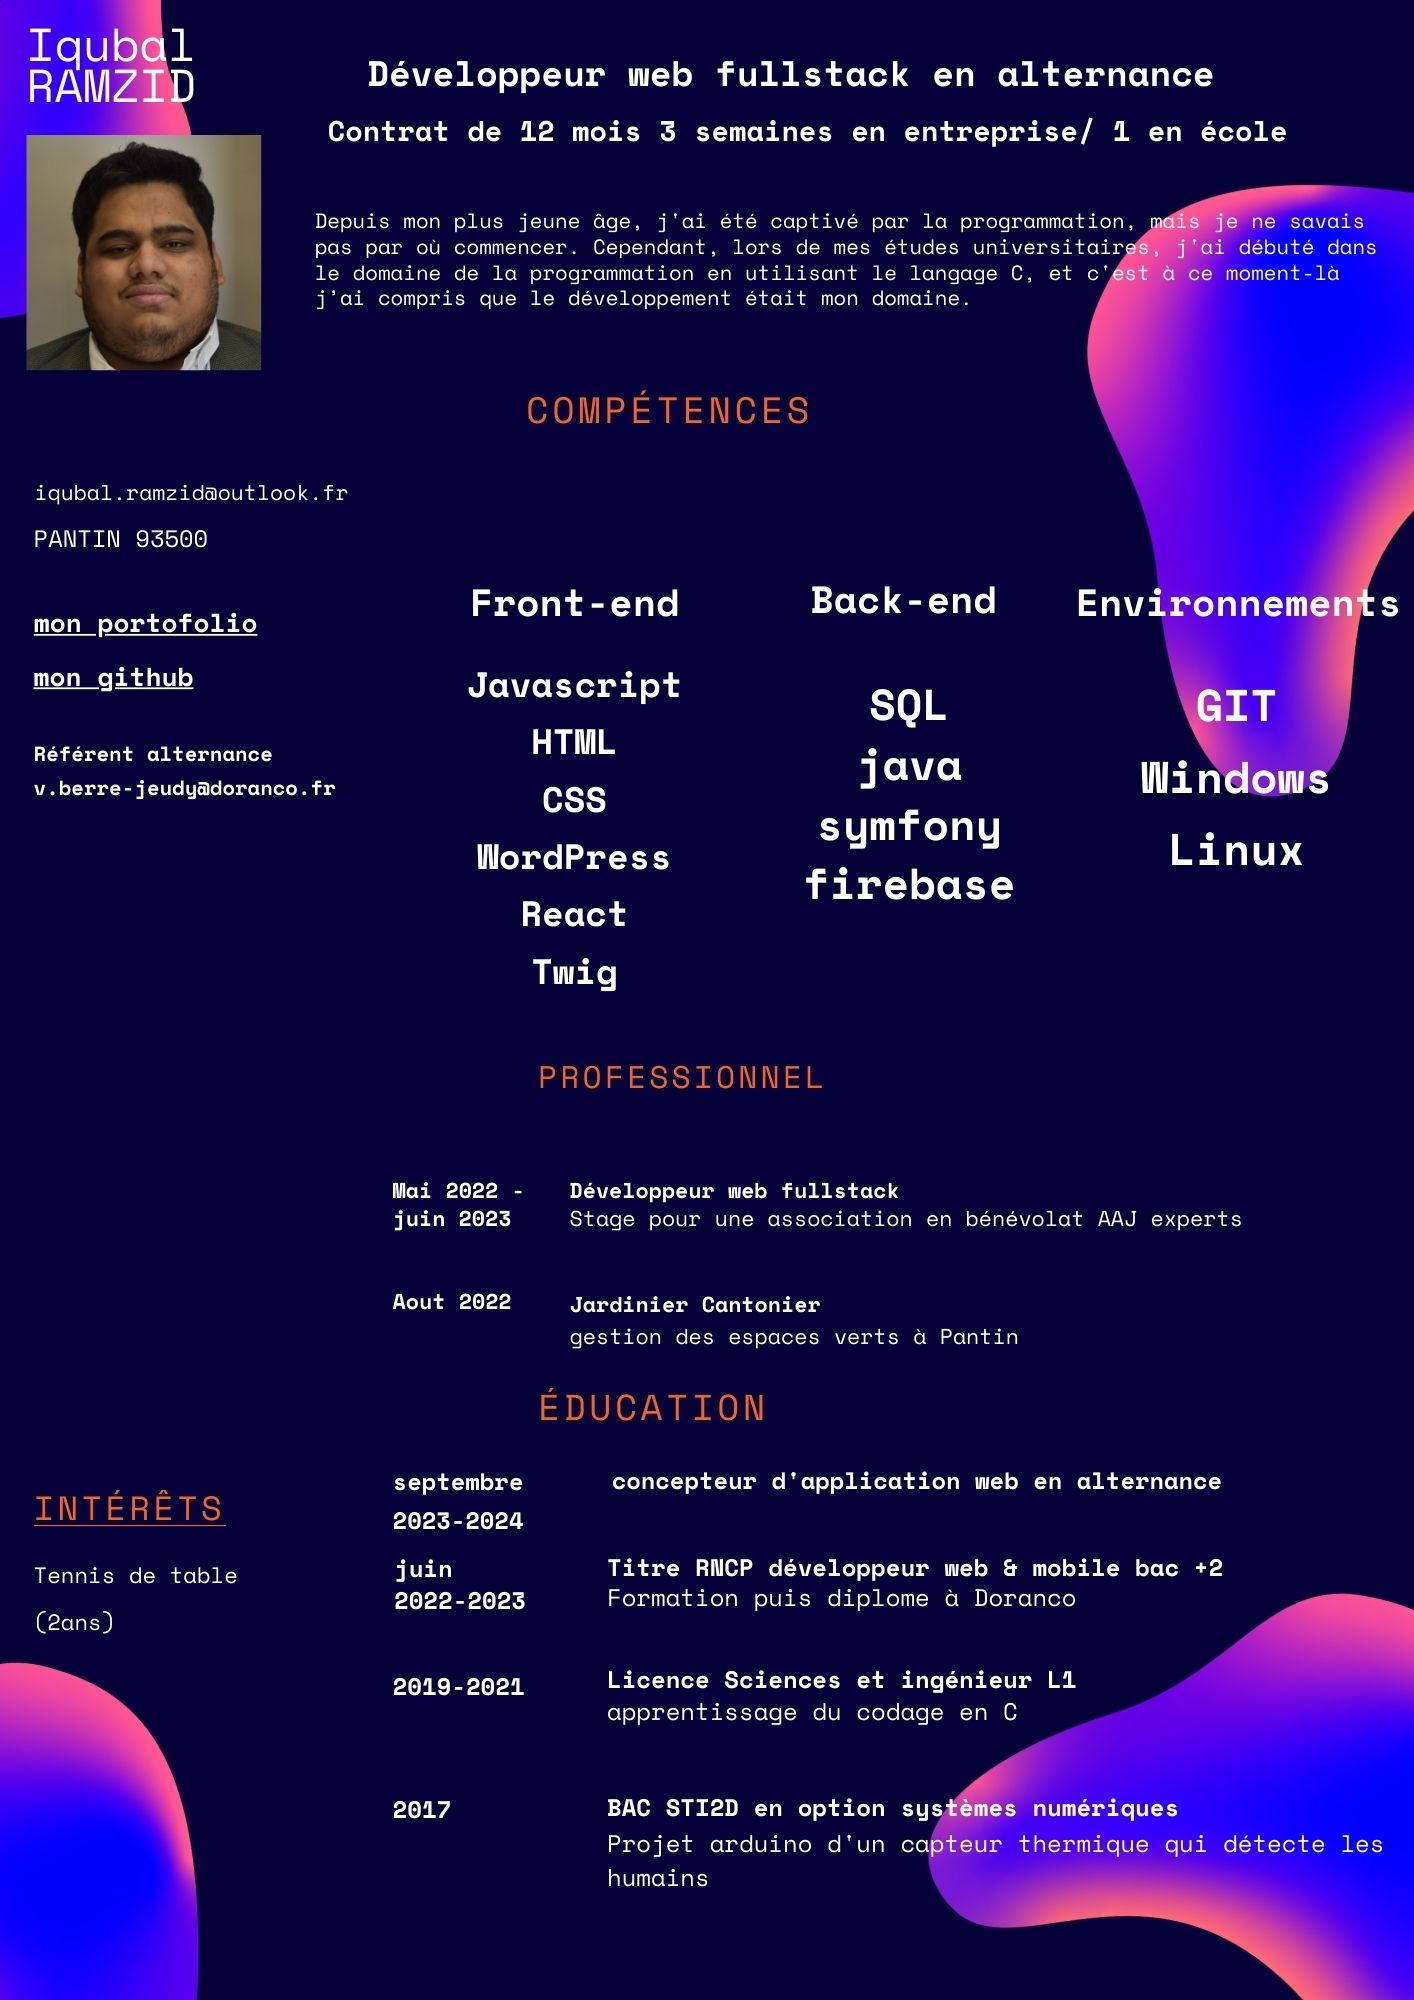 Iqubal
RAMZID
Développeur web fullstack en alternance
Contrat de 12 mois 3 semaines en entreprise/ 1 en école
Depuis mon plus jeune âge, j'ai été captivé par la programmation, mais je ne savais
pas par où commencer. Cependant, lors de mes études universitaires, j'ai débuté dans
le domaine de la programmation en utilisant le langage C, et c'est à ce moment-là
j'ai compris que le développement était mon domaine.
COMPÉTENCES
iqubal.ramzid@outlook.fr
PANTIN 93500
mon portofolio
mon github
Référent alternance
v.berre-jeudy@doranco.fr
Front-end
Javascript
HTML
CSS
WordPress
React
Twig
Back-end
SQL
java
symfony
firebase
Environnements
GIT
Windows
Linux
PROFESSIONNEL
Mai 2022 -
juin 2023
Développeur web fullstack
Stage pour une association en bénévolat AAJ experts
Aout 2022
Jardinier Cantonier
gestion des espaces verts à Pantin
ÉDUCATION
septembre
2023-2024
concepteur d'application web en alternance
juin
2022-2023
Titre RNCP développeur web & mobile bac +2
Formation puis diplome à Doranco
2019-2021
Licence Sciences et ingénieur L1
apprentissage du codage en C
2017
BAC STI2D en option systèmes numériques
Projet arduino d'un capteur thermique qui détecte les
humains
INTÉRÊTS
Tennis de table
(2ans)